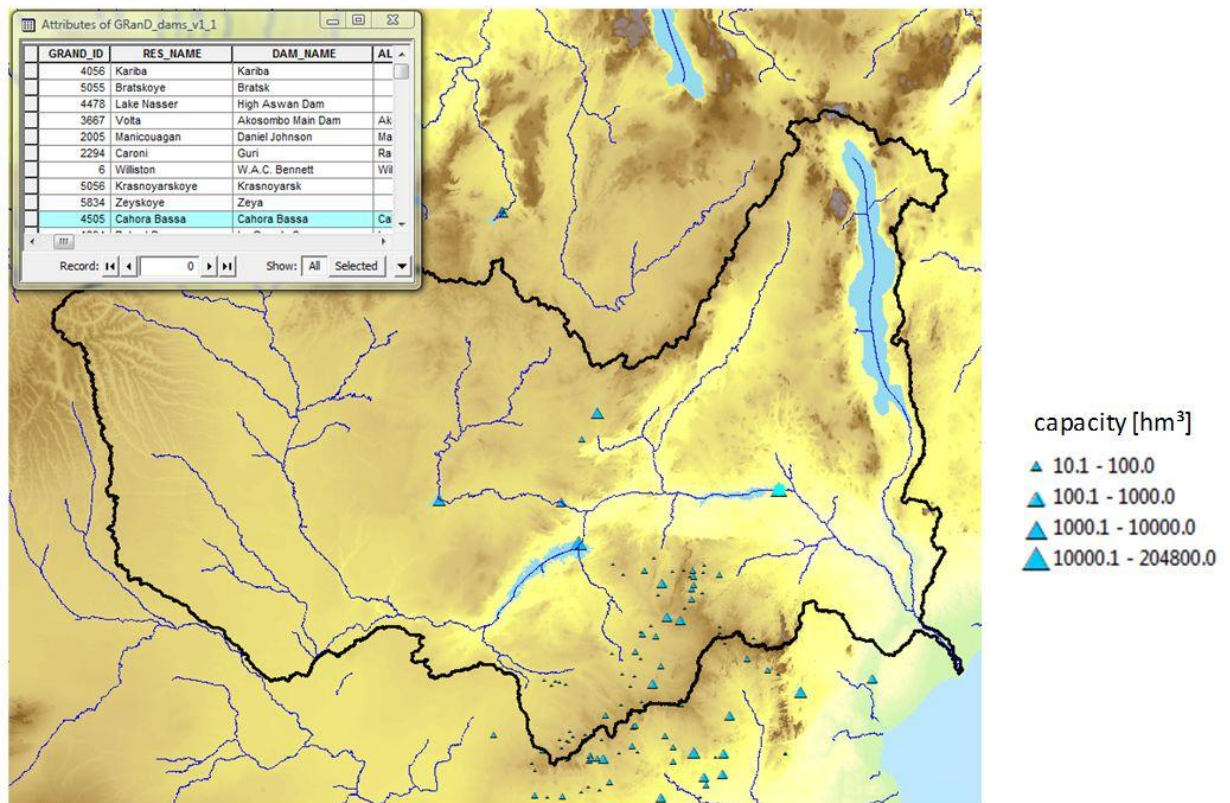 Attributes of GRanD_dams_v1_1
GRAND_ID RES_NAME DAM_NAME AL
4056 Kariba Kariba
5055 Bratskoye Bratsk
4478 Lake Nasser High Aswan Dam
3667 Volta Akosombo Main Dam Ak
2005 Manicouagan Daniel Johnson Ma
2294 Caroni Guri Ra
6 Williston W.A.C. Bennett Wil
5056 Krasnoyarskoye Krasnoyarsk
5834 Zeyskoye Zeya
4505 Cahora Bassa Cahora Bassa Ca
Record: 0 Show: All Selected
capacity [hm³]
10.1 - 100.0
100.1 - 1000.0
1000.1 - 10000.0
10000.1 - 204800.0